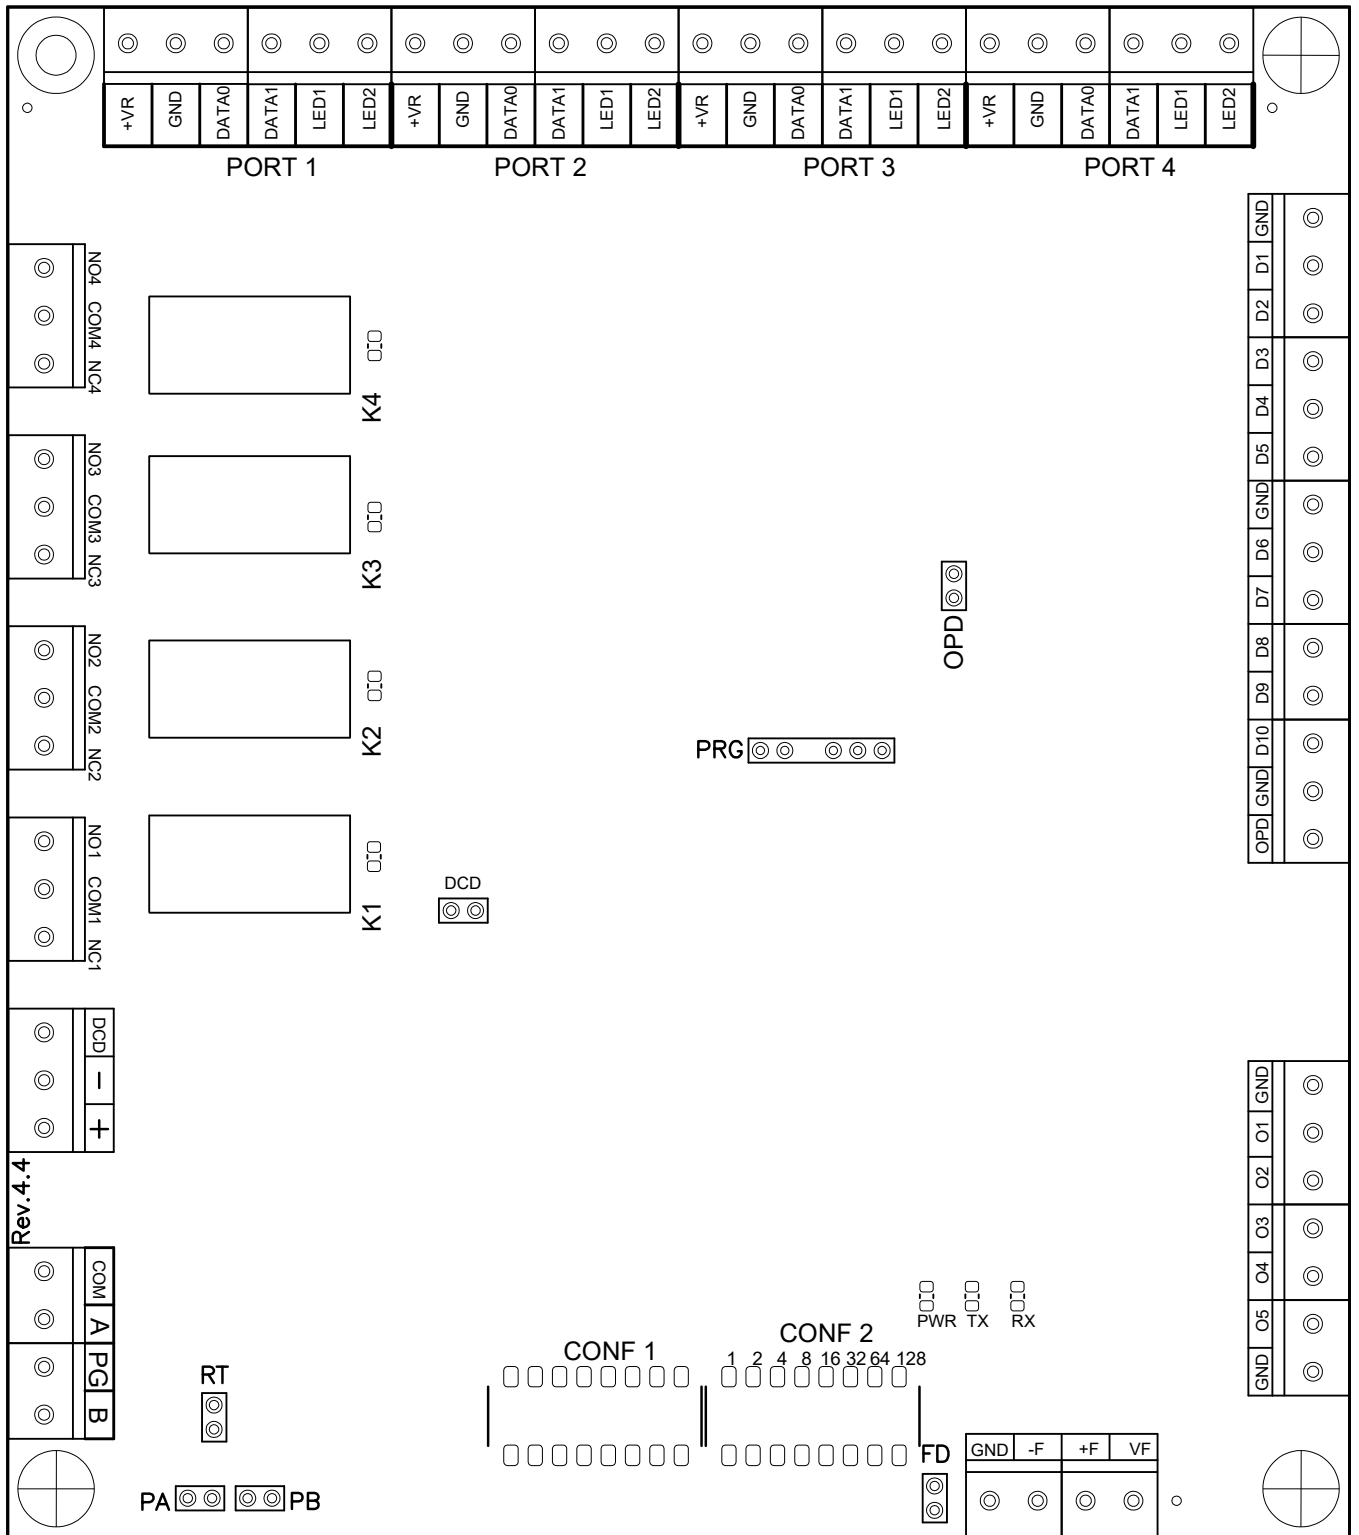 +VR GND DATA0 DATA1 LED1 LED2 +VR GND DATA0 DATA1 LED1 LED2 +VR GND DATA0 DATA1 LED1 LED2 +VR GND DATA0 DATA1 LED1 LED2
PORT 1 PORT 2 PORT 3 PORT 4
NO4 COM4 NC4
K4
NO3 COM3 NC3
K3
NO2 COM2 NC2
K2
NO1 COM1 NC1
K1
DCD
DCD - +
Rev.4.4
COM A PG B
OPD
PRG
GND D1 D2 D3 D4 D5 GND D6 D7 D8 D9 D10 GND OPD
GND O1 O2 O3 O4 O5 GND
PWR TX RX
CONF 1
CONF 2
1 2 4 8 16 32 64 128
RT
PA PB
FD
GND -F +F VF